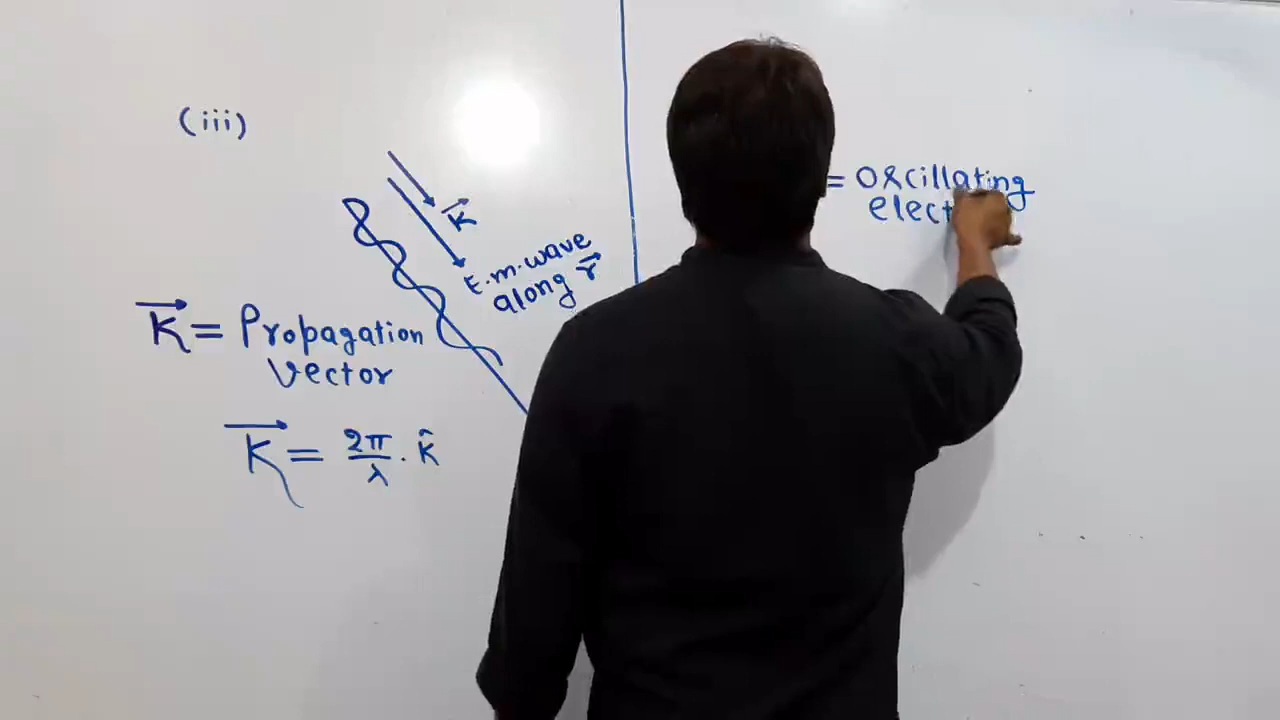 (iii)
K
E.m.wave
along r
K = Propagation
vector
K = 2π/λ . k̂
= Oscillating